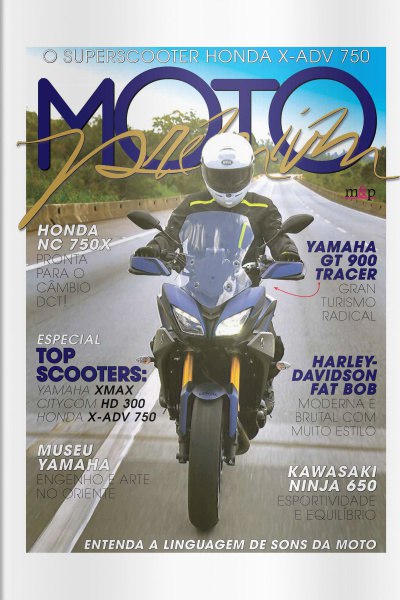 O SUPERSCOOTER HONDA X-ADV 750
MOTO
premium
m&p
HONDA
NC 750X
PRONTA
PARA O
CÂMBIO
DCT!
YAMAHA
GT 900
TRACER
GRAN
TURISMO
RADICAL
ESPECIAL
TOP
SCOOTERS:
YAMAHA XMAX
CITYCOM HD 300
HONDA X-ADV 750
HARLEY-
DAVIDSON
FAT BOB
MODERNA E
BRUTAL COM
MUITO ESTILO
MUSEU
YAMAHA
ENGENHO E ARTE
NO ORIENTE
KAWASAKI
NINJA 650
ESPORTIVIDADE
E EQUILÍBRIO
ENTENDA A LINGUAGEM DE SONS DA MOTO